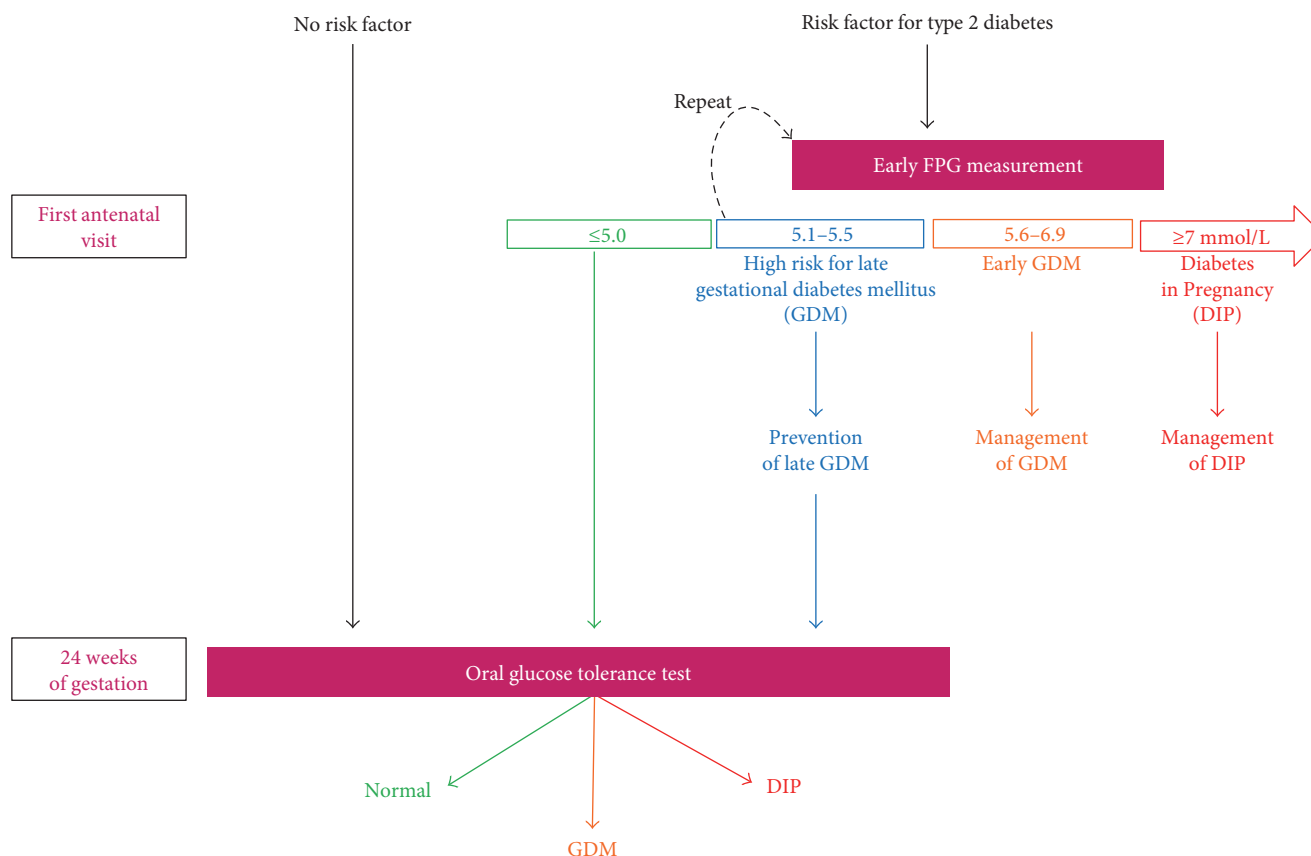 No risk factor
Risk factor for type 2 diabetes
Repeat
Early FPG measurement
First antenatal
visit
≤5.0
5.1–5.5
5.6–6.9
≥7 mmol/L
High risk for late
gestational diabetes mellitus
(GDM)
Early GDM
Diabetes
in Pregnancy
(DIP)
Prevention
of late GDM
Management
of GDM
Management
of DIP
24 weeks
of gestation
Oral glucose tolerance test
Normal
DIP
GDM